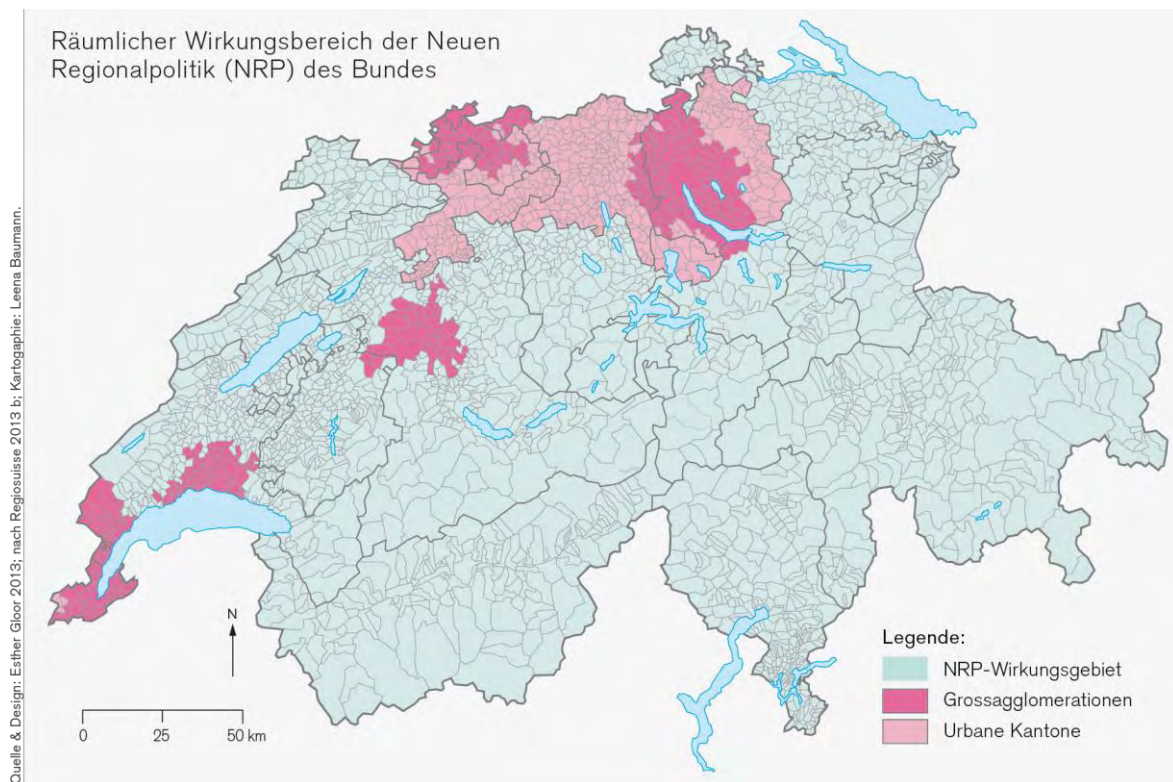 Räumlicher Wirkungsbereich der Neuen
Regionalpolitik (NRP) des Bundes
Quelle & Design: Esther Gloor 2013; nach Regiosuisse 2013 b; Kartogaphie: Leena Baumann.
N
0 25 50 km
Legende:
NRP-Wirkungsgebiet
Grossagglomerationen
Urbane Kantone